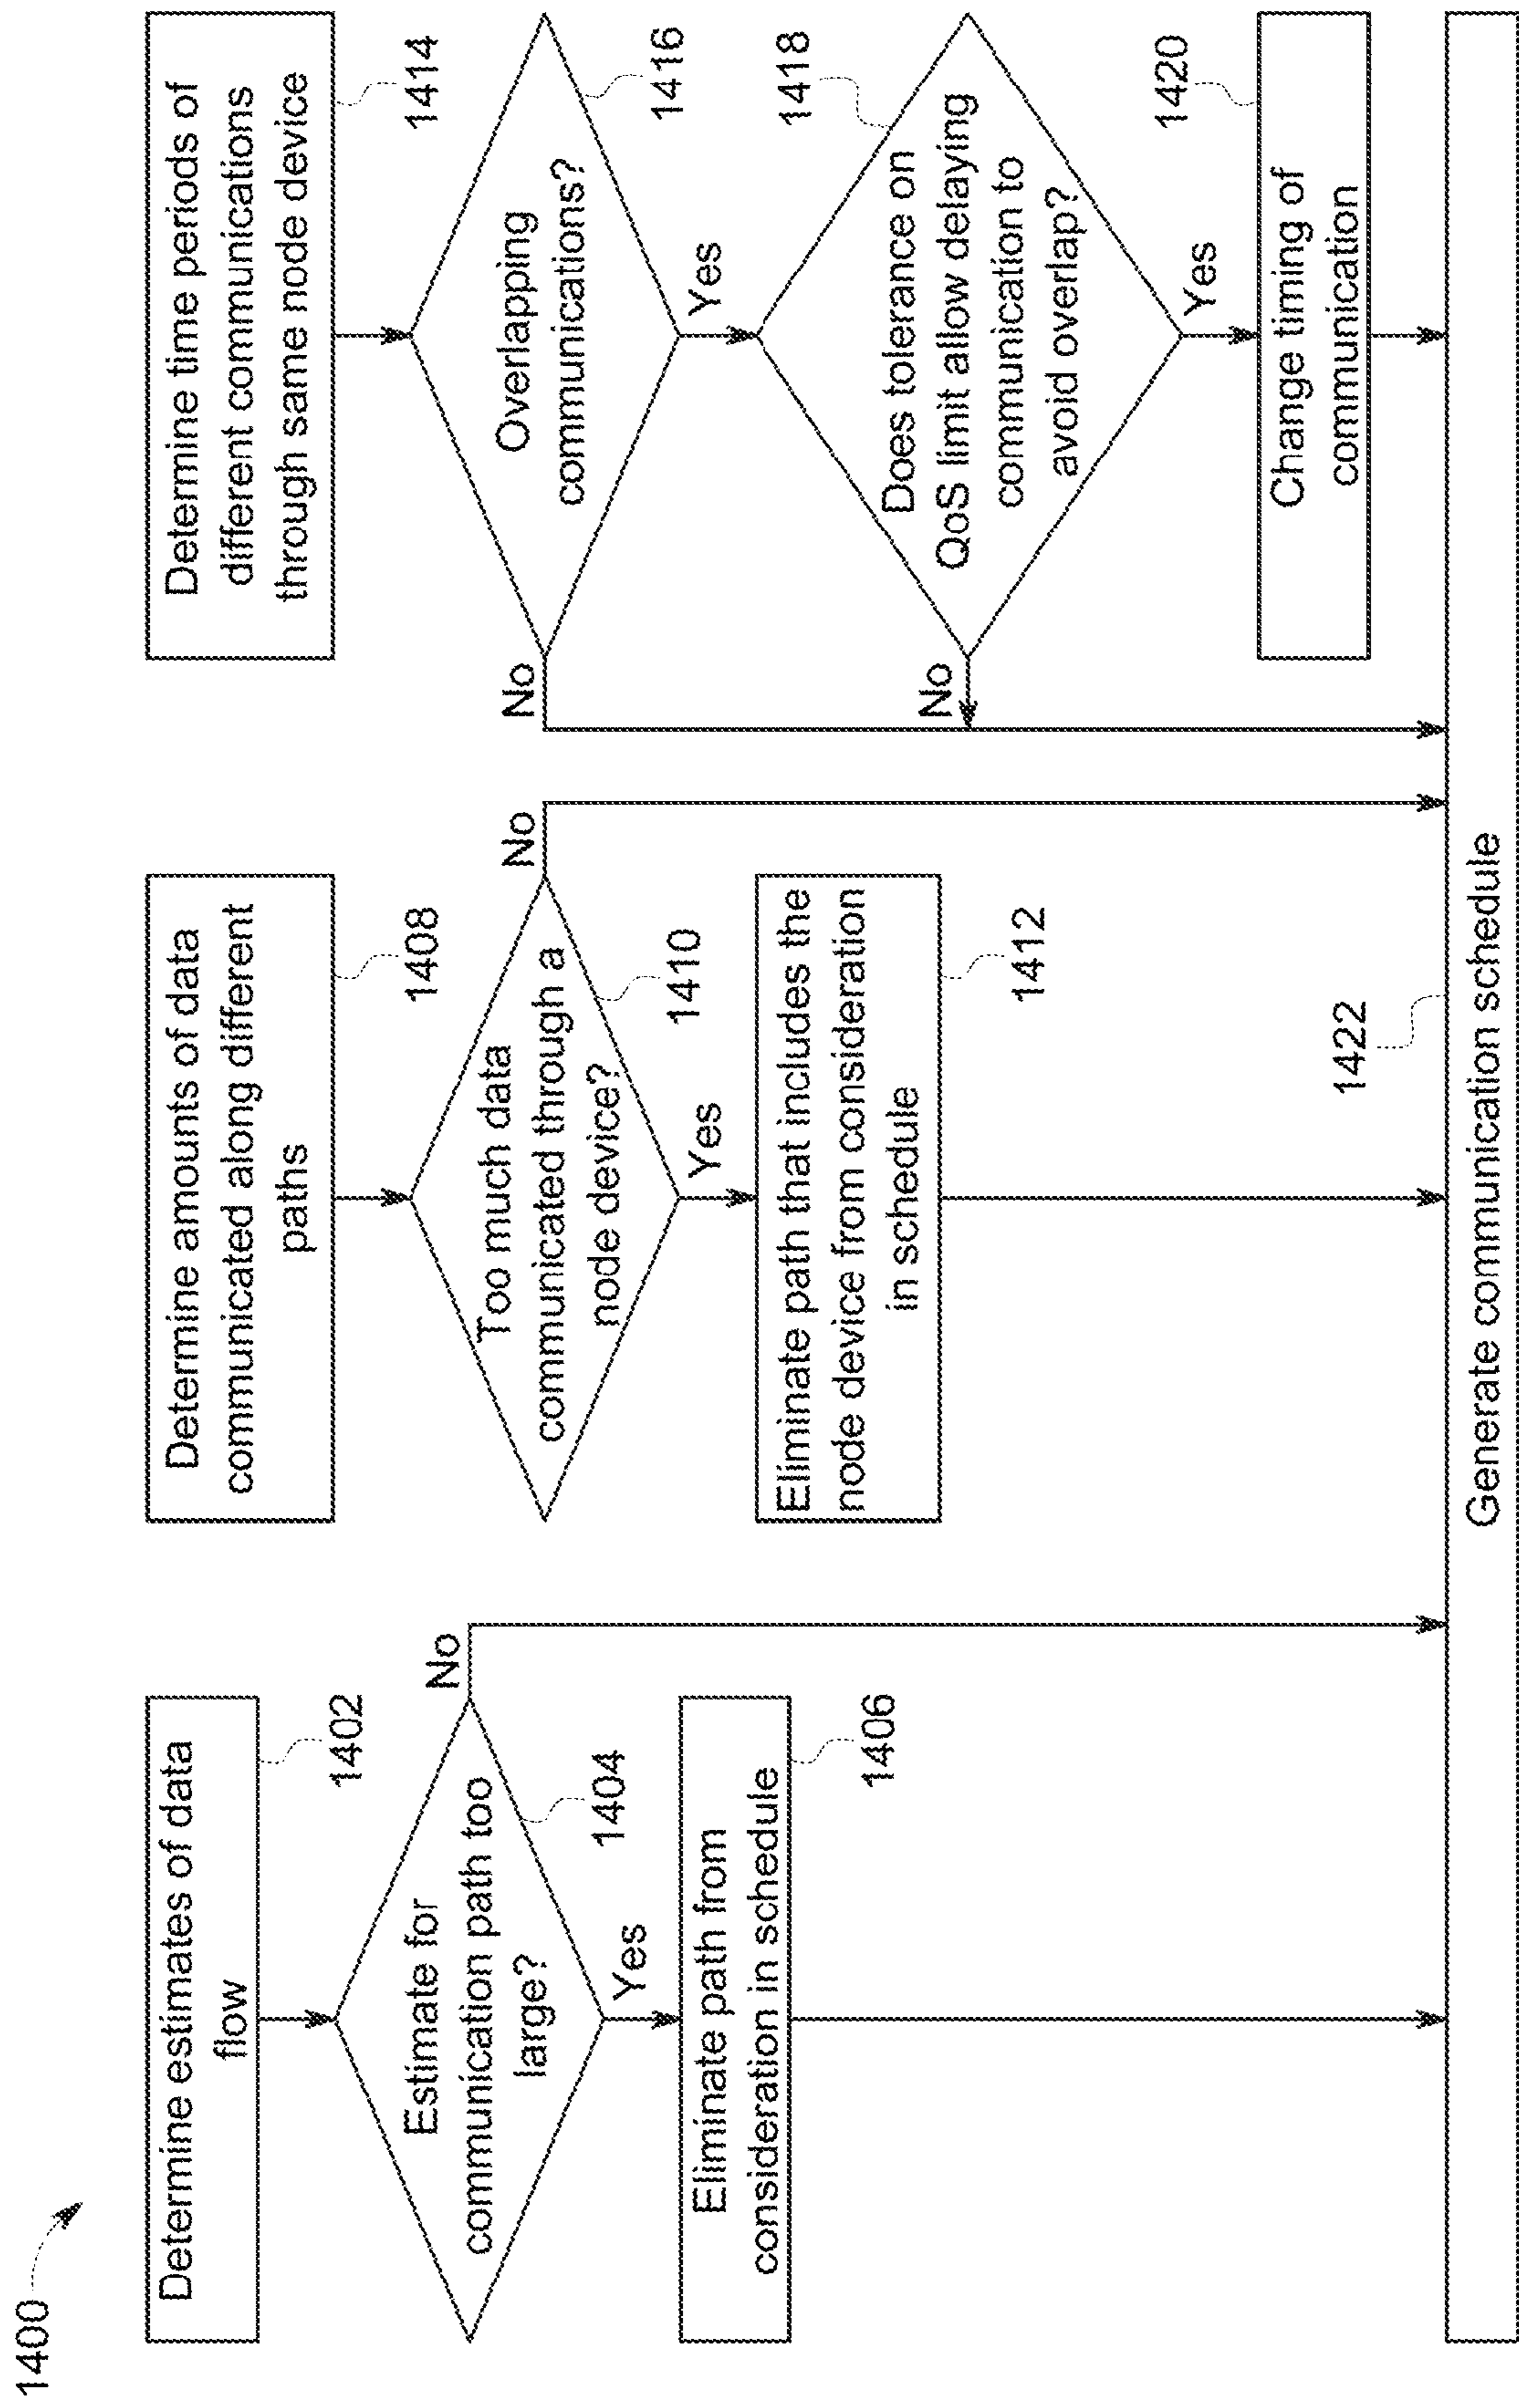 1400
Determine estimates of data
flow
1402
Estimate for
communication path too
large?
1404
No
Yes
Eliminate path from
consideration in schedule
1406
Determine amounts of data
communicated along different
paths
1408
Too much data
communicated through a
node device?
1410
No
Yes
Eliminate path that includes the
node device from consideration
in schedule
1412
Determine time periods of
different communications
through same node device
1414
Overlapping
communications?
1416
No
Yes
Does tolerance on
QoS limit allow delaying
communication to
avoid overlap?
1418
No
Yes
Change timing of
communication
1420
1422
Generate communication schedule